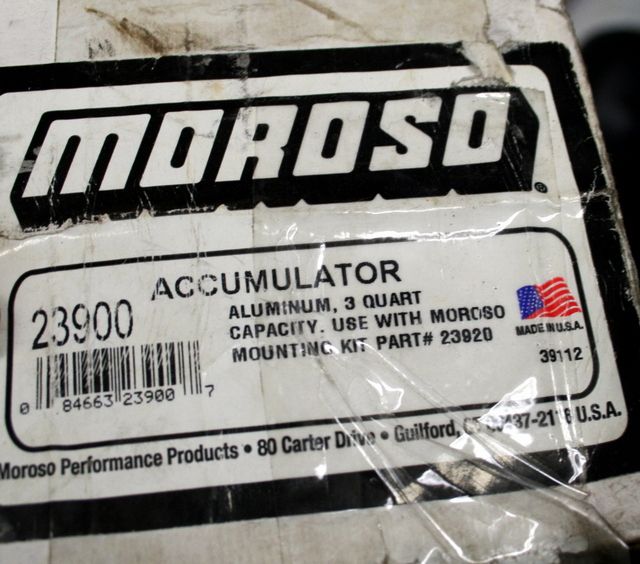 MOROSO®
ACCUMULATOR
23900
ALUMINUM, 3 QUART
CAPACITY. USE WITH MOROSO
MOUNTING KIT PART# 23920
MADE IN U.S.A.
39112
0 84663 23900 7
Moroso Performance Products • 80 Carter Drive • Guilford, U.S.A.